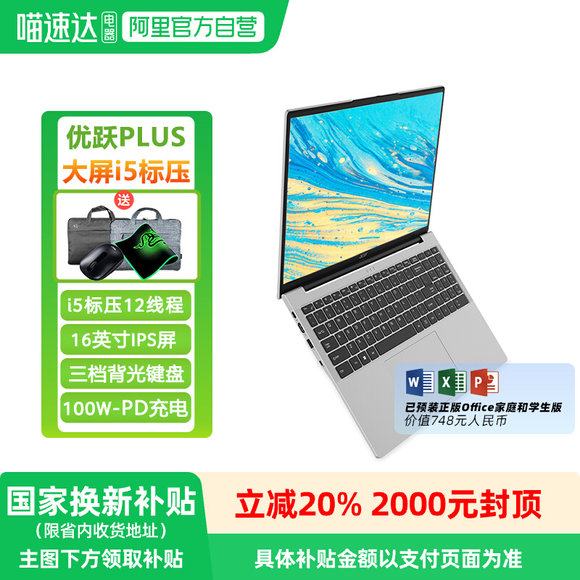 喵速达电器 阿里官方自营
优跃PLUS
大屏i5标压
送
i5标压12线程
16英寸IPS屏
三档背光键盘
100W-PD充电
acer
W X P
已预装正版Office家庭和学生版
价值748元人民币
国家换新补贴
(限省内收货地址)
主图下方领取补贴
立减20% 2000元封顶
具体补贴金额以支付页面为准